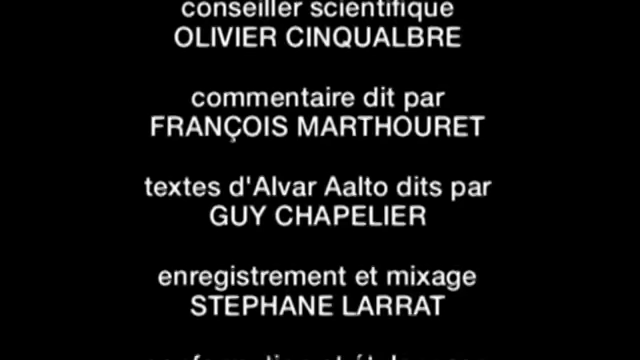 conseiller scientifique
OLIVIER CINQUALBRE
commentaire dit par
FRANÇOIS MARTHOURET
textes d'Alvar Aalto dits par
GUY CHAPELIER
enregistrement et mixage
STEPHANE LARRAT